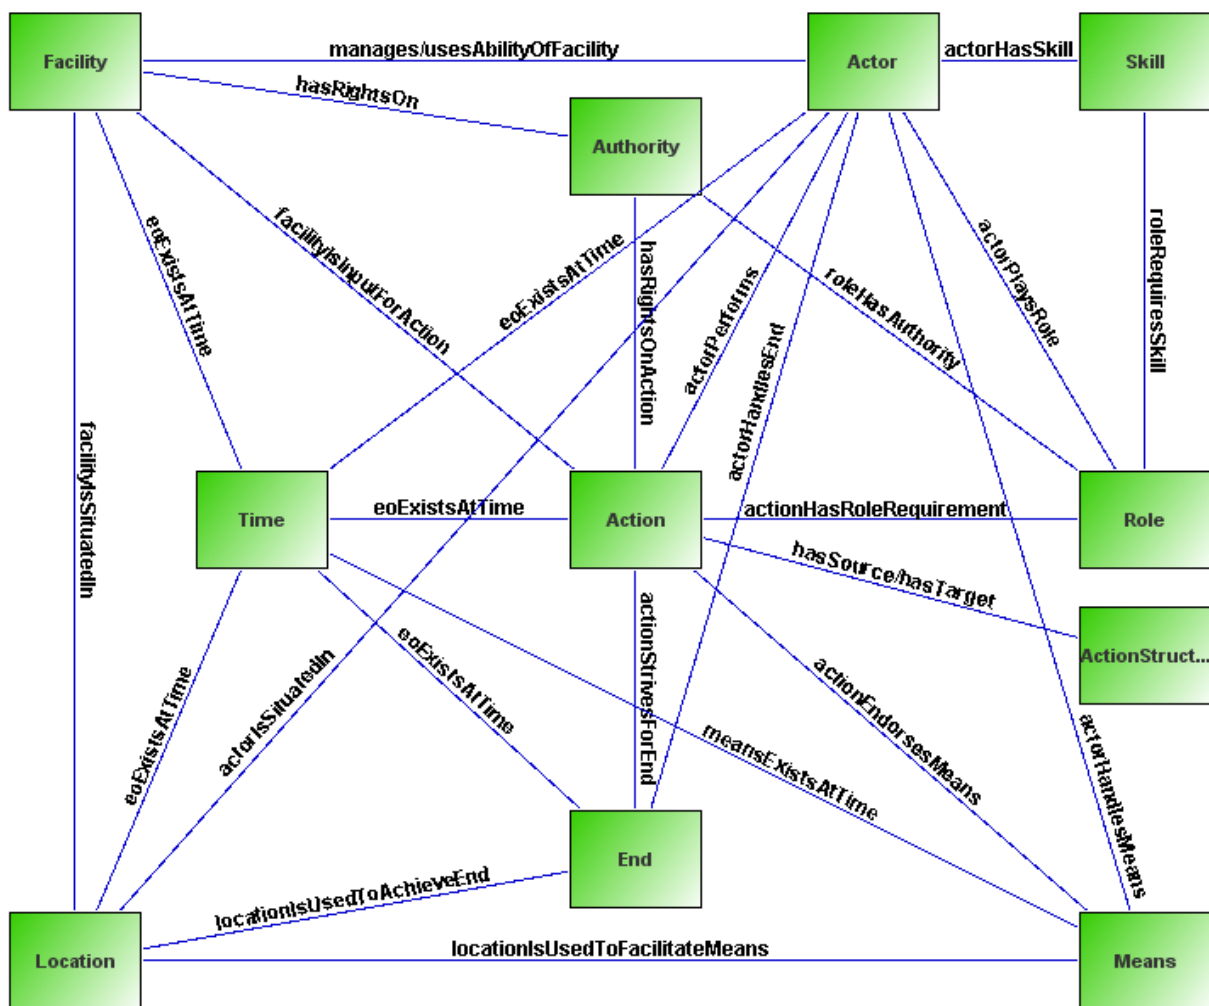 Facility
manages/usesAbilityOfFacility
Actor
actorHasSkill
Skill
hasRightsOn
Authority
eoExistsAtTime
facilityIsInputForAction
eoExistsAtTime
hasRightsOnAction
actorPerforms
actorHandlesEnd
roleHasAuthority
actorPlaysRole
roleRequiresSkill
facilityIsSituatedIn
Time
eoExistsAtTime
Action
actionHasRoleRequirement
Role
hasSource/hasTarget
ActionStruct...
eoExistsAtTime
actorIsSituatedIn
eoExistsAtTime
actionStrivesForEnd
meansExistsAtTime
actionEndorsesMeans
actorHandlesMeans
End
locationIsUsedToAchieveEnd
Location
locationIsUsedToFacilitateMeans
Means